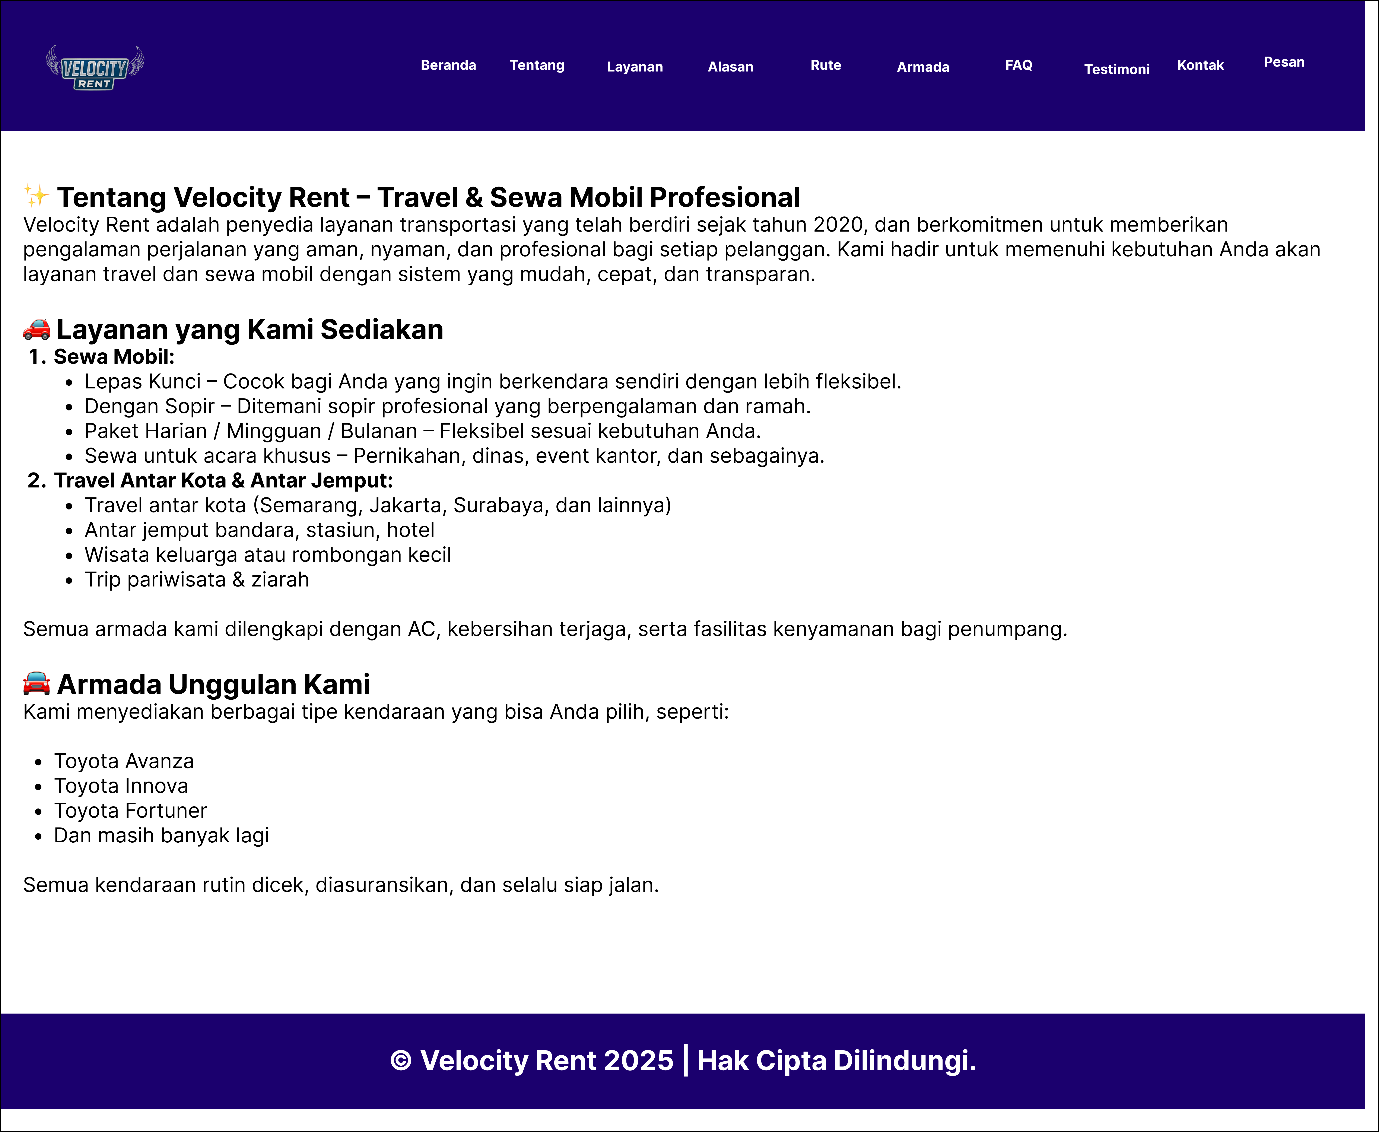 VELOCITY
RENT
Beranda Tentang Layanan Alasan Rute Armada FAQ Testimoni Kontak Pesan
✨ Tentang Velocity Rent – Travel & Sewa Mobil Profesional
Velocity Rent adalah penyedia layanan transportasi yang telah berdiri sejak tahun 2020, dan berkomitmen untuk memberikan
pengalaman perjalanan yang aman, nyaman, dan profesional bagi setiap pelanggan. Kami hadir untuk memenuhi kebutuhan Anda akan
layanan travel dan sewa mobil dengan sistem yang mudah, cepat, dan transparan.
🚗 Layanan yang Kami Sediakan
1. Sewa Mobil:
• Lepas Kunci – Cocok bagi Anda yang ingin berkendara sendiri dengan lebih fleksibel.
• Dengan Sopir – Ditemani sopir profesional yang berpengalaman dan ramah.
• Paket Harian / Mingguan / Bulanan – Fleksibel sesuai kebutuhan Anda.
• Sewa untuk acara khusus – Pernikahan, dinas, event kantor, dan sebagainya.
2. Travel Antar Kota & Antar Jemput:
• Travel antar kota (Semarang, Jakarta, Surabaya, dan lainnya)
• Antar jemput bandara, stasiun, hotel
• Wisata keluarga atau rombongan kecil
• Trip pariwisata & ziarah
Semua armada kami dilengkapi dengan AC, kebersihan terjaga, serta fasilitas kenyamanan bagi penumpang.
🚘 Armada Unggulan Kami
Kami menyediakan berbagai tipe kendaraan yang bisa Anda pilih, seperti:
• Toyota Avanza
• Toyota Innova
• Toyota Fortuner
• Dan masih banyak lagi
Semua kendaraan rutin dicek, diasuransikan, dan selalu siap jalan.
© Velocity Rent 2025 | Hak Cipta Dilindungi.